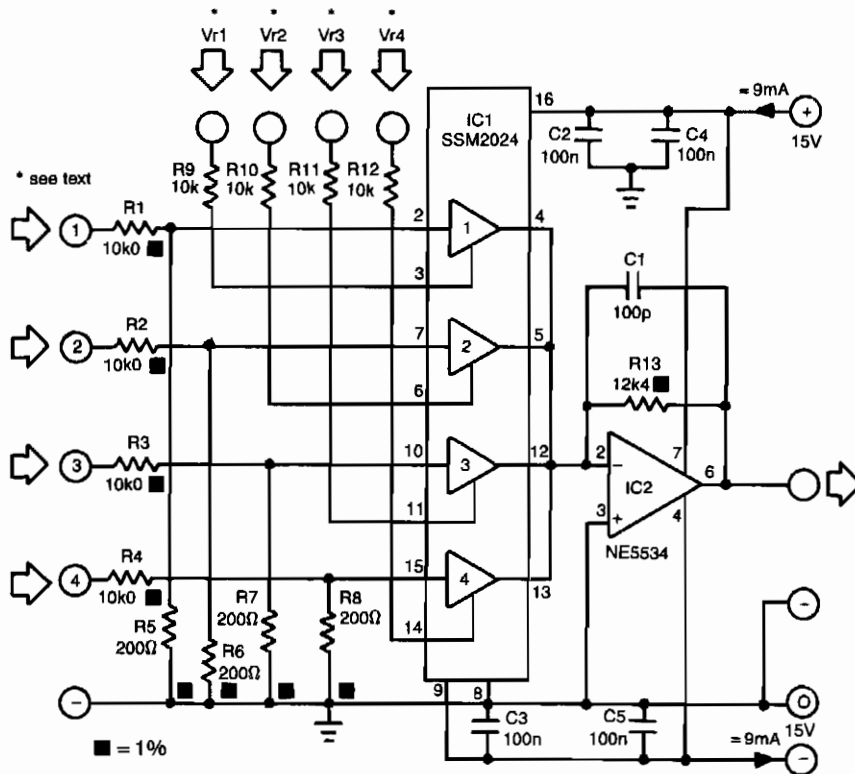 * * * *
Vr1 Vr2 Vr3 Vr4
16
≈ 9mA
+
15V
IC1
SSM2024
C2
100n
C4
100n
R9
10k
R10
10k
R11
10k
R12
10k
* see text
1
R1
10k0
2
1
4
3
C1
100p
2
R2
10k0
7
2
5
6
R13
12k4
3
R3
10k0
10
3
12
11
2
−
7
6
IC2
3
+
4
NE5534
4
R4
10k0
15
4
13
14
R5
200Ω
R6
200Ω
R7
200Ω
R8
200Ω
−
9
8
−
O
15V
C3
100n
C5
100n
≈9mA
−
■ = 1%